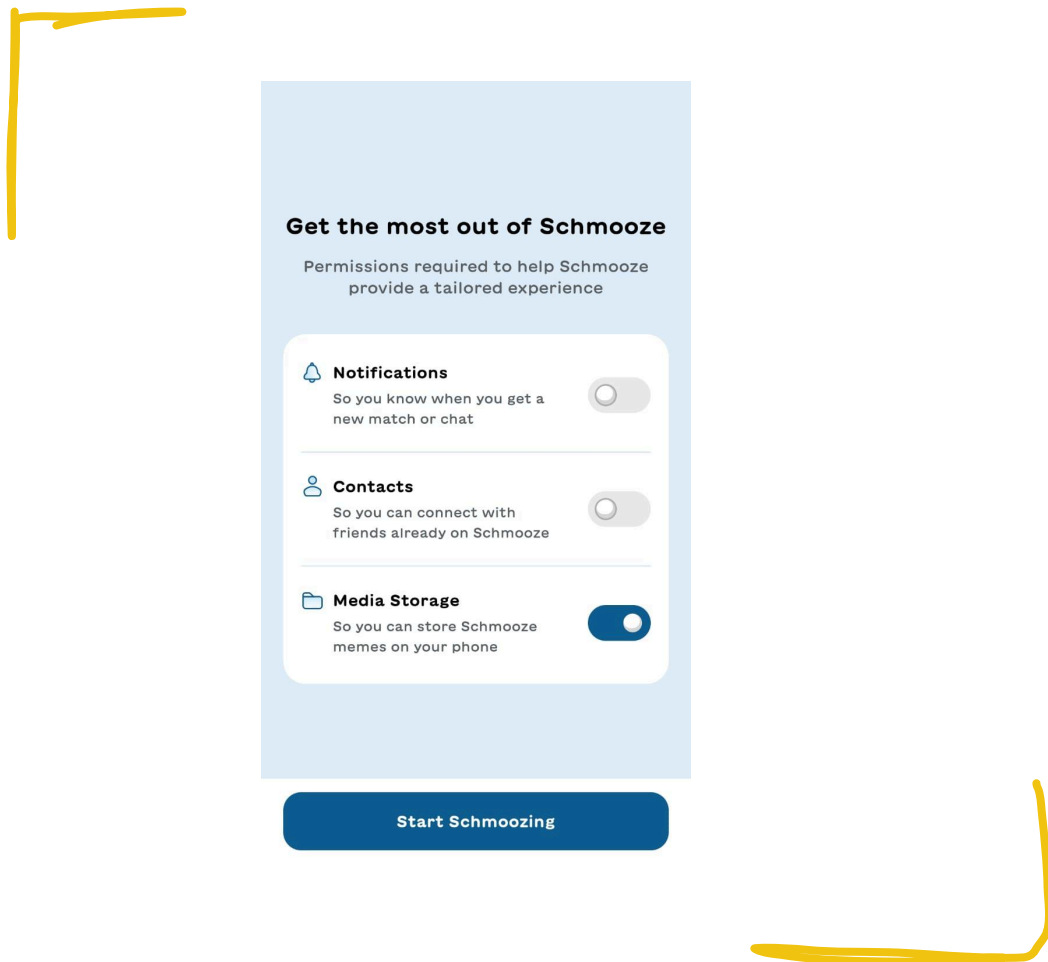 Get the most out of Schmooze
Permissions required to help Schmooze
provide a tailored experience
Notifications
So you know when you get a
new match or chat
Contacts
So you can connect with
friends already on Schmooze
Media Storage
So you can store Schmooze
memes on your phone
Start Schmoozing